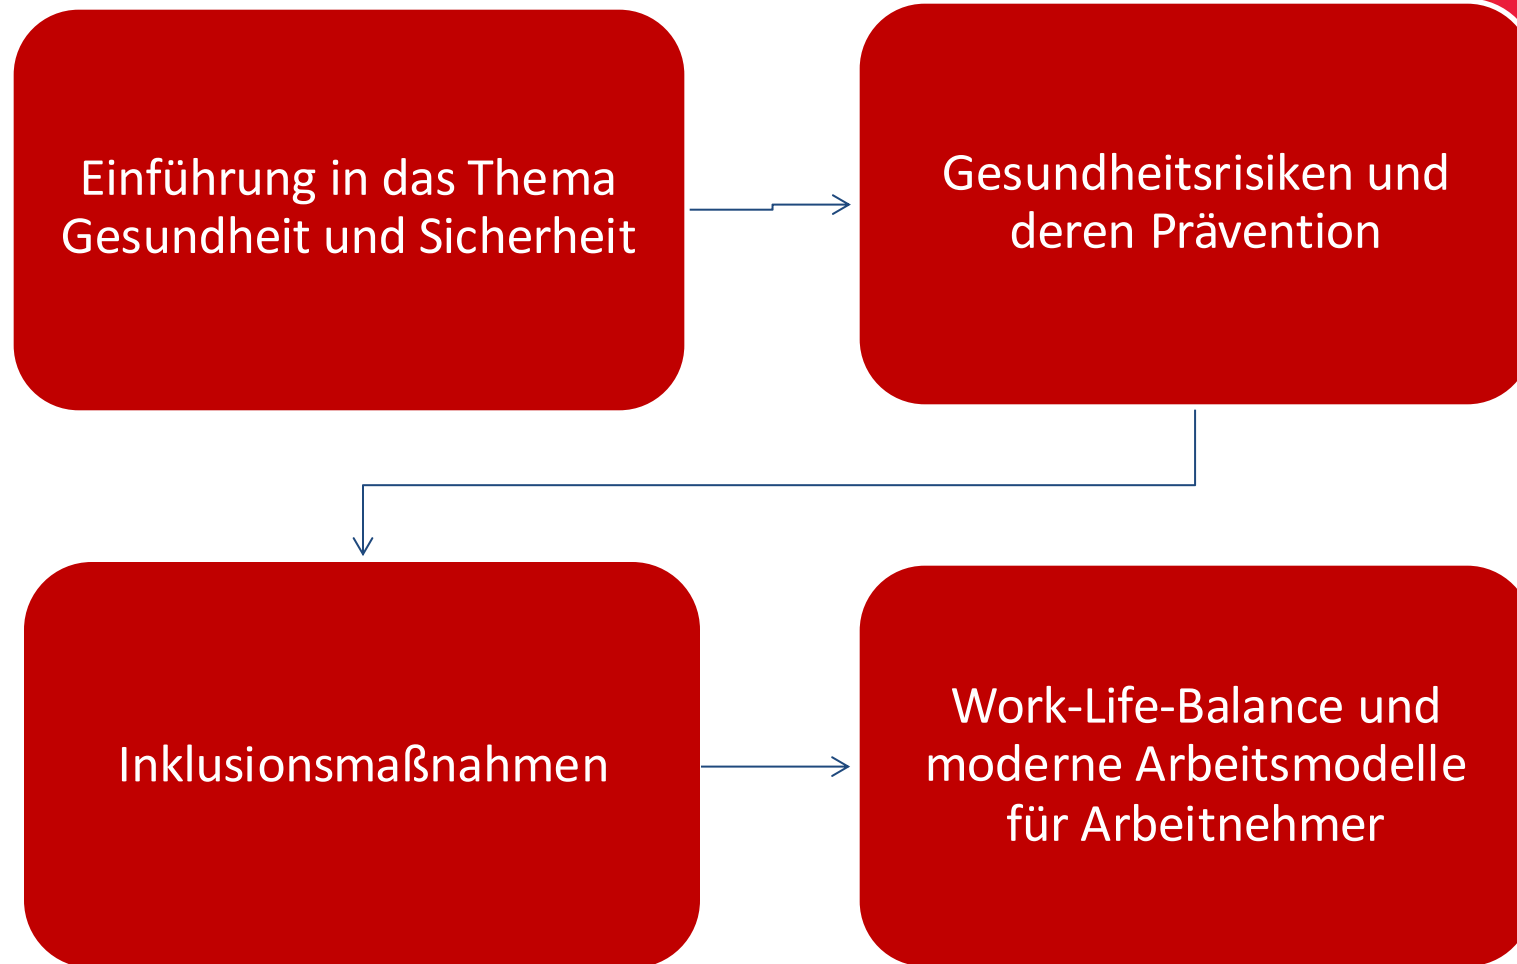 Einführung in das Thema
Gesundheit und Sicherheit
Gesundheitsrisiken und
deren Prävention
Inklusionsmaßnahmen
Work-Life-Balance und
moderne Arbeitsmodelle
für Arbeitnehmer